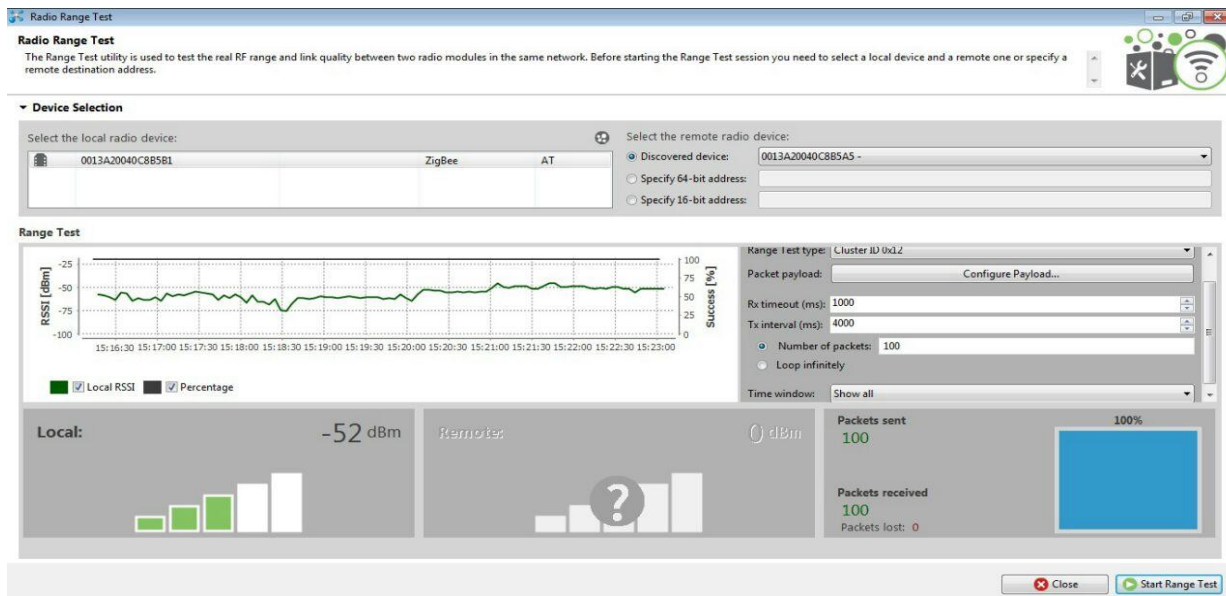 Radio Range Test
Radio Range Test
The Range Test utility is used to test the real RF range and link quality between two radio modules in the same network. Before starting the Range Test session you need to select a local device and a remote one or specify a
remote destination address.
Device Selection
Select the local radio device:
0013A20040C8B5B1 ZigBee AT
Select the remote radio device:
Discovered device: 0013A20040C8B5A5 -
Specify 64-bit address:
Specify 16-bit address:
Range Test
RSSI [dBm]
-25
-50
-75
-100
100
75
50
25
0
Success [%]
15:16:30 15:17:00 15:17:30 15:18:00 15:18:30 15:19:00 15:19:30 15:20:00 15:20:30 15:21:00 15:21:30 15:22:00 15:22:30 15:23:00
Local RSSI Percentage
Range Test type: Cluster ID 0x12
Packet payload: Configure Payload...
Rx timeout (ms): 1000
Tx interval (ms): 4000
Number of packets: 100
Loop infinitely
Time window: Show all
Local: -52 dBm
Remote: 0 dBm
?
Packets sent
100
Packets received
100
Packets lost: 0
100%
Close
Start Range Test